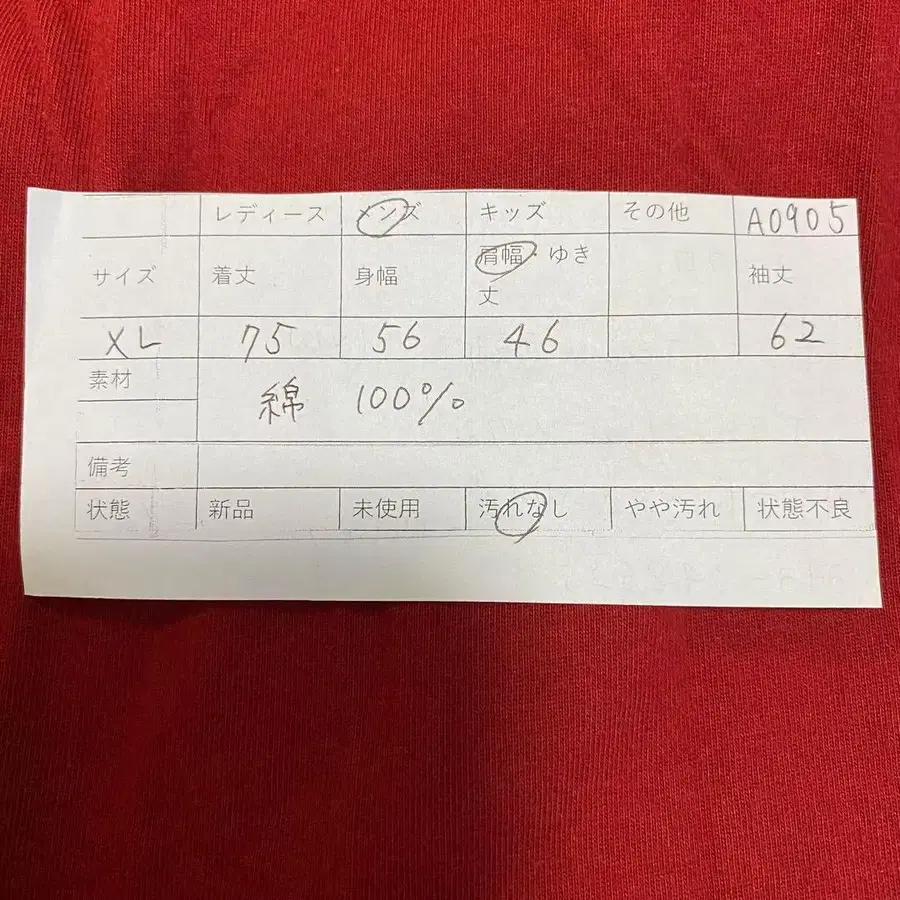 レディース メンズ キッズ その他 A0905
サイズ 着丈 身幅 肩幅・ゆき丈 袖丈
XL 75 56 46 62
素材 綿 100%
備考
状態 新品 未使用 汚れなし やや汚れ 状態不良